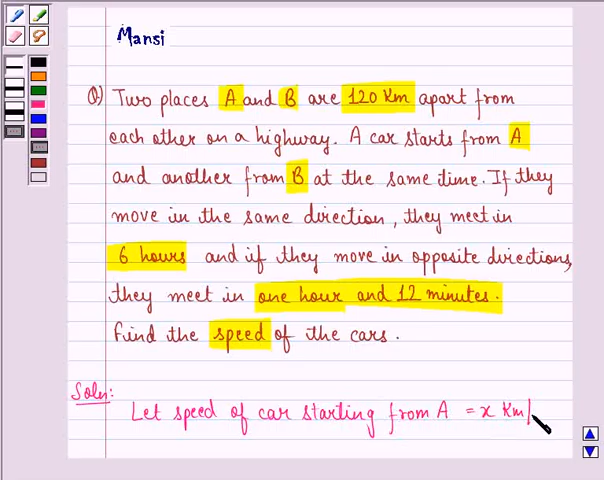 Mansi
Q) Two places A and B are 120 Km apart from
each other on a highway. A car starts from A
and another from B at the same time. If they
move in the same direction, they meet in
6 hours and if they move in opposite directions,
they meet in one hour and 12 minutes.
Find the speed of the cars.
Soln:
Let speed of car starting from A = x Km/